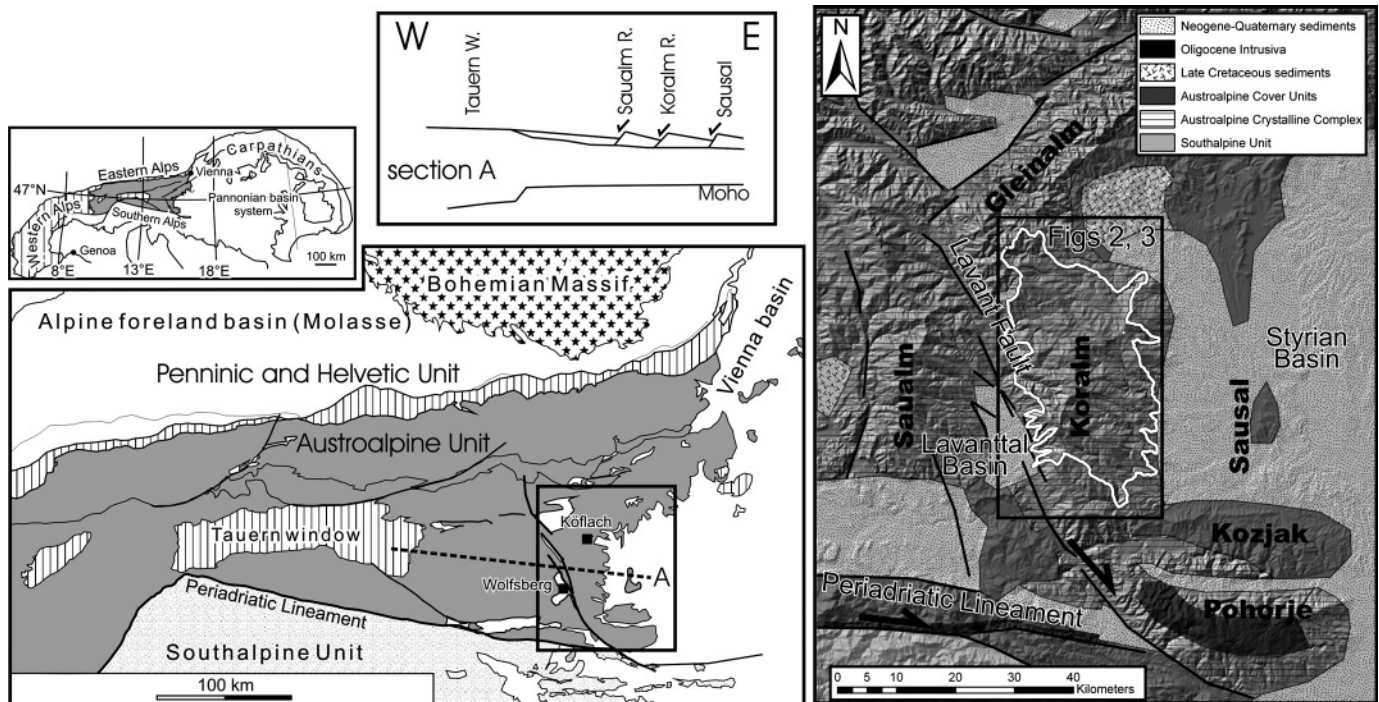 Eastern Alps
Carpathians
Vienna
47°N
Pannonian basin
system
Western Alps
Southern Alps
Genoa
8°E
13°E
18°E
100 km
W
E
Tauern W.
Saualm R.
Koralm R.
Sausal
section A
Moho
Bohemian Massif
Alpine foreland basin (Molasse)
Vienna basin
Penninic and Helvetic Unit
Austroalpine Unit
Köflach
Tauern window
A
Wolfsberg
Periadriatic Lineament
Southalpine Unit
100 km
N
Neogene-Quaternary sediments
Oligocene Intrusiva
Late Cretaceous sediments
Austroalpine Cover Units
Austroalpine Crystalline Complex
Southalpine Unit
Gleinalm
Figs 2, 3
Lavant Fault
Styrian
Basin
Saualm
Koralm
Sausal
Lavanttal
Basin
Kozjak
Periadriatic Lineament
Pohorje
0 5 10 20 30 40
Kilometers